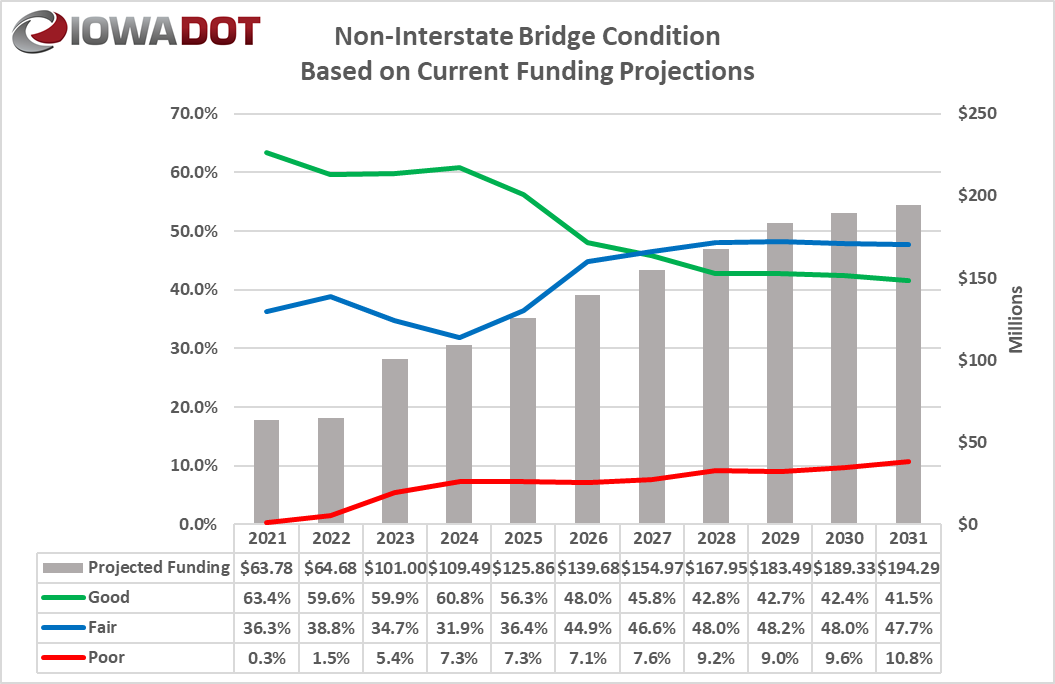 IOWADOT
Non-Interstate Bridge Condition
Based on Current Funding Projections
70.0%
60.0%
50.0%
40.0%
30.0%
20.0%
10.0%
0.0%
$250
$200
$150
$100
$50
$0
Millions
2021 2022 2023 2024 2025 2026 2027 2028 2029 2030 2031
Projected Funding $63.78 $64.68 $101.00 $109.49 $125.86 $139.68 $154.97 $167.95 $183.49 $189.33 $194.29
Good 63.4% 59.6% 59.9% 60.8% 56.3% 48.0% 45.8% 42.8% 42.7% 42.4% 41.5%
Fair 36.3% 38.8% 34.7% 31.9% 36.4% 44.9% 46.6% 48.0% 48.2% 48.0% 47.7%
Poor 0.3% 1.5% 5.4% 7.3% 7.3% 7.1% 7.6% 9.2% 9.0% 9.6% 10.8%